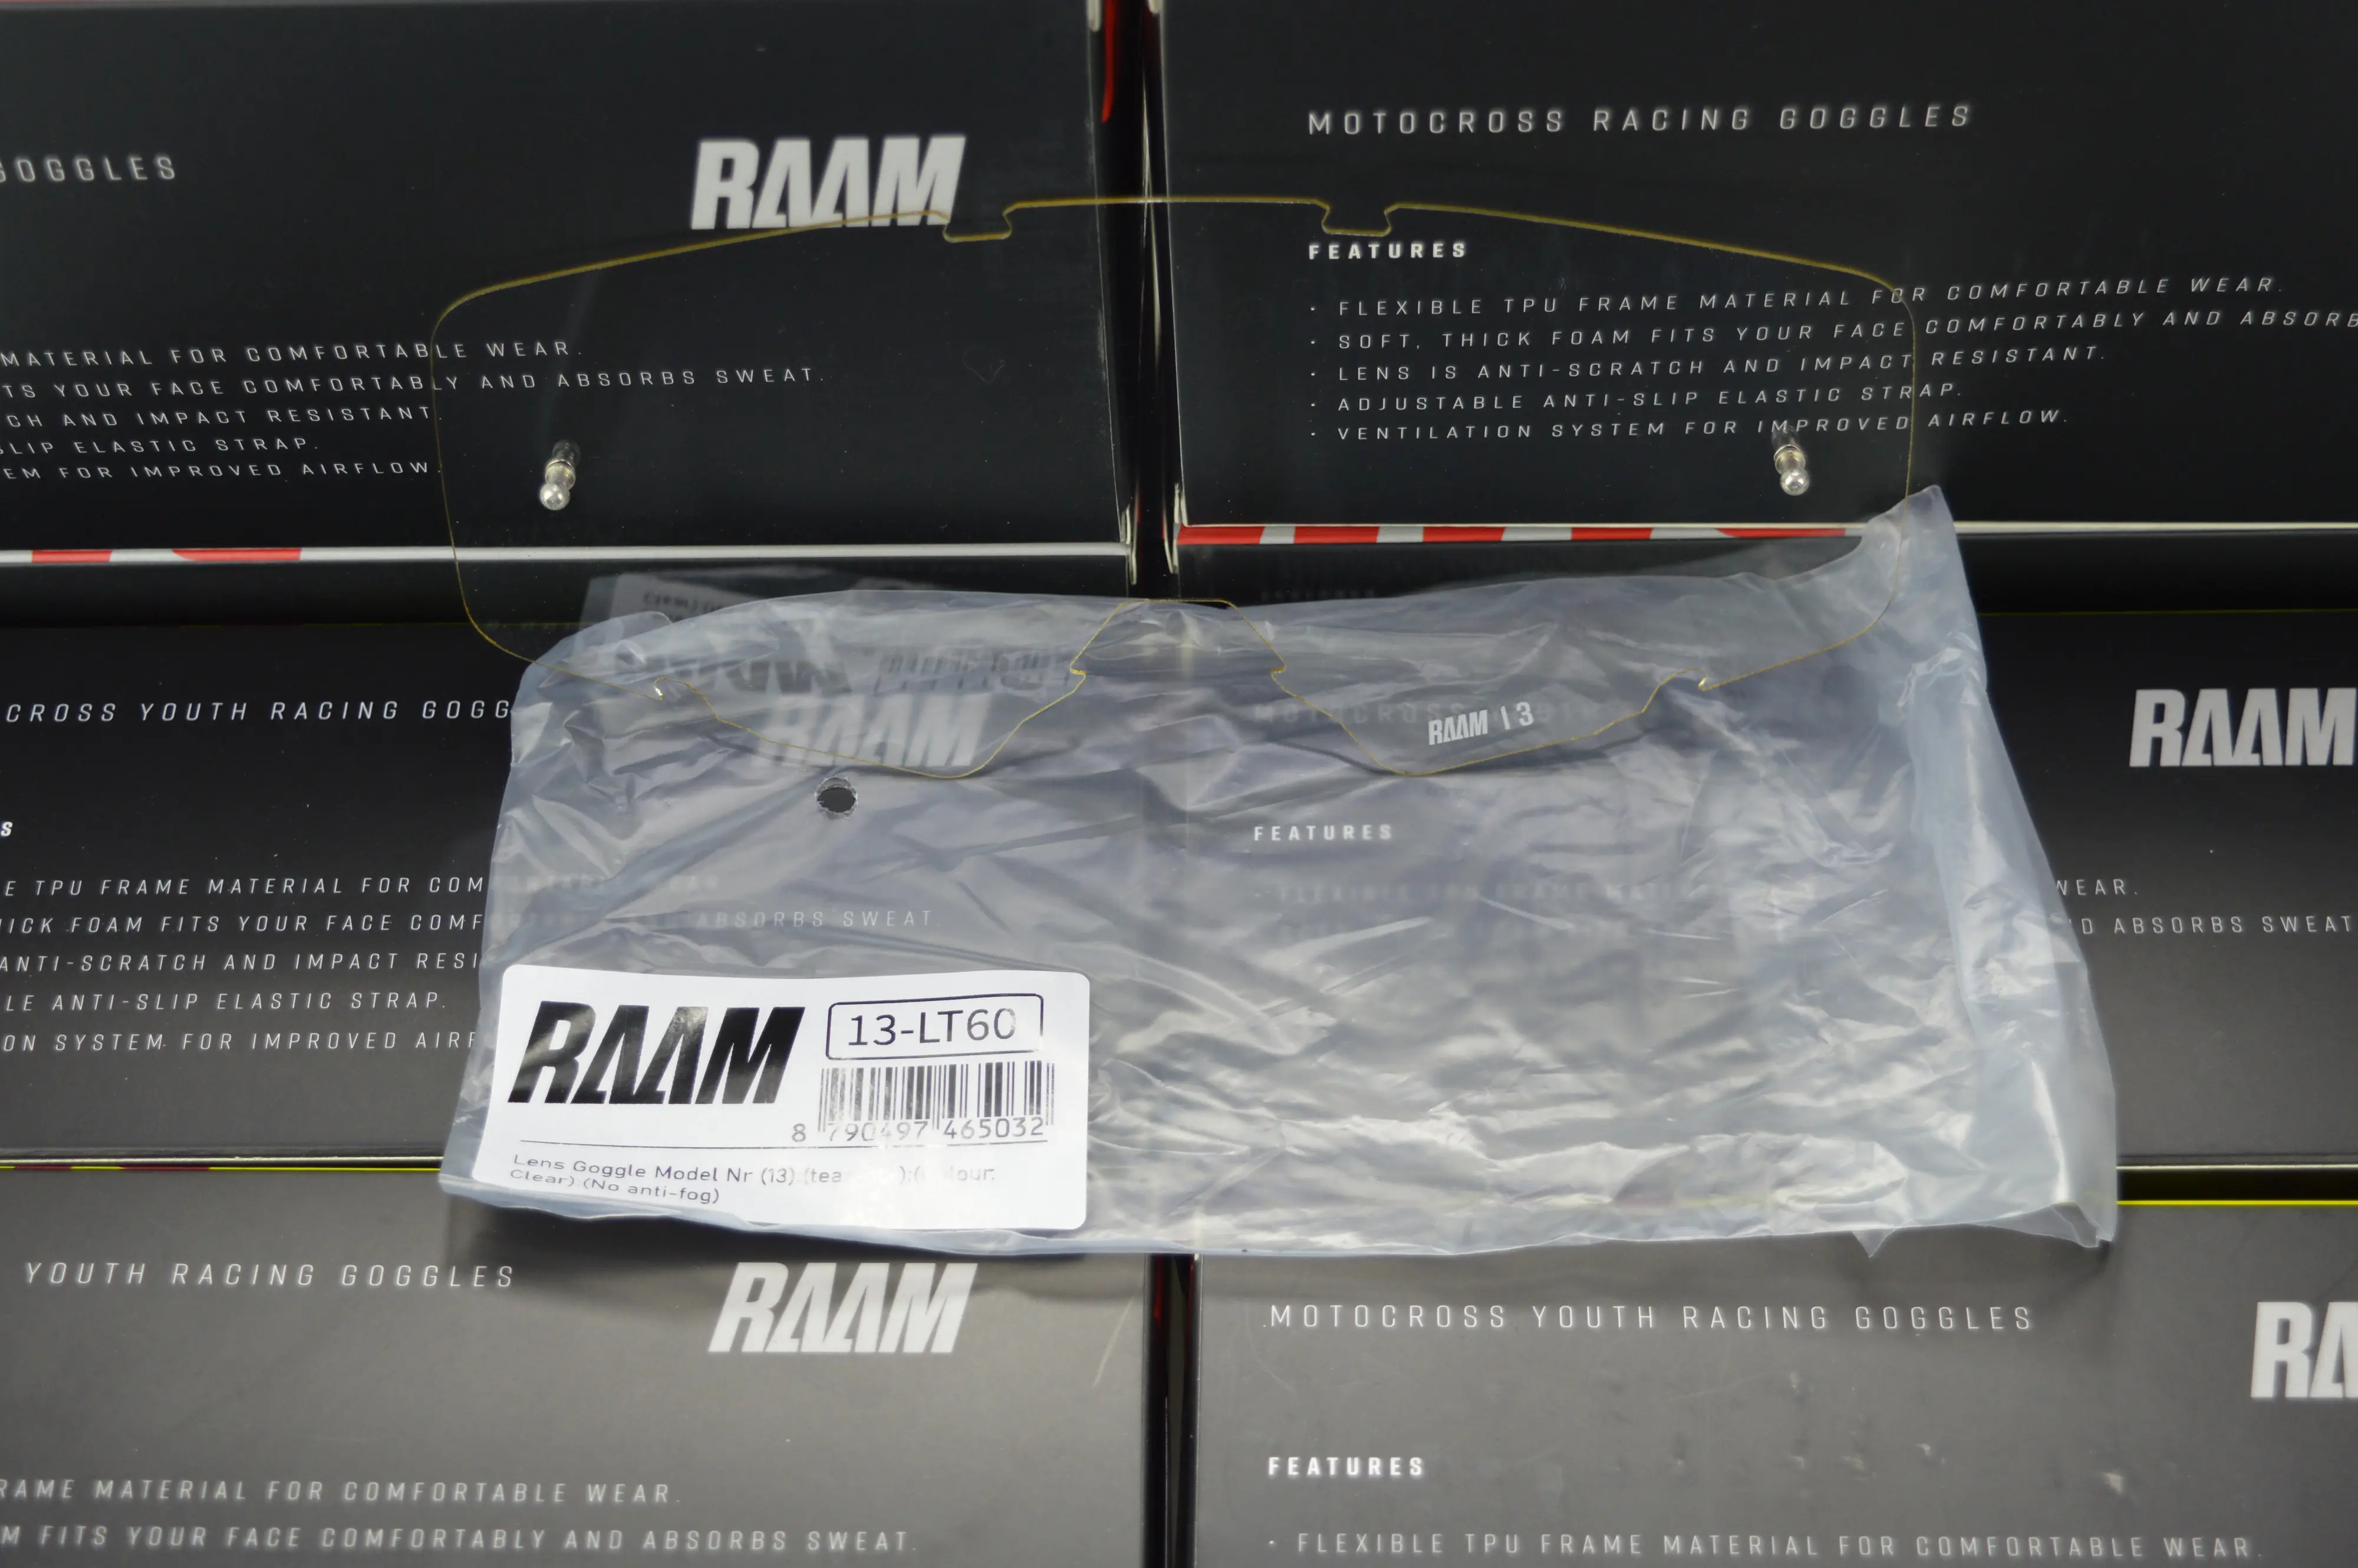 GOGGLES
RAAM
MATERIAL FOR COMFORTABLE WEAR.
TS YOUR FACE COMFORTABLY AND ABSORBS SWEAT.
CH AND IMPACT RESISTANT.
SLIP ELASTIC STRAP.
EM FOR IMPROVED AIRFLOW.
MOTOCROSS RACING GOGGLES
FEATURES
· FLEXIBLE TPU FRAME MATERIAL FOR COMFORTABLE WEAR.
· SOFT, THICK FOAM FITS YOUR FACE COMFORTABLY AND ABSORB
· LENS IS ANTI-SCRATCH AND IMPACT RESISTANT.
· ADJUSTABLE ANTI-SLIP ELASTIC STRAP.
· VENTILATION SYSTEM FOR IMPROVED AIRFLOW.
CROSS YOUTH RACING GOGG
RAAM
S
E TPU FRAME MATERIAL FOR COM
HICK FOAM FITS YOUR FACE COMF
ABSORBS SWEAT.
ANTI-SCRATCH AND IMPACT RESI
LE ANTI-SLIP ELASTIC STRAP.
ON SYSTEM FOR IMPROVED AIRF
RAAM | 3
FEATURES
· FLEXIBLE TPU FRAME
RAAM
WEAR.
D ABSORBS SWEAT
RAAM
13-LT60
8 790497 465032
Lens Goggle Model Nr (13)
Clear) (No anti-fog)
YOUTH RACING GOGGLES
RAAM
RAME MATERIAL FOR COMFORTABLE WEAR.
M FITS YOUR FACE COMFORTABLY AND ABSORBS SWEAT.
MOTOCROSS YOUTH RACING GOGGLES
RA
FEATURES
· FLEXIBLE TPU FRAME MATERIAL FOR COMFORTABLE WEAR.